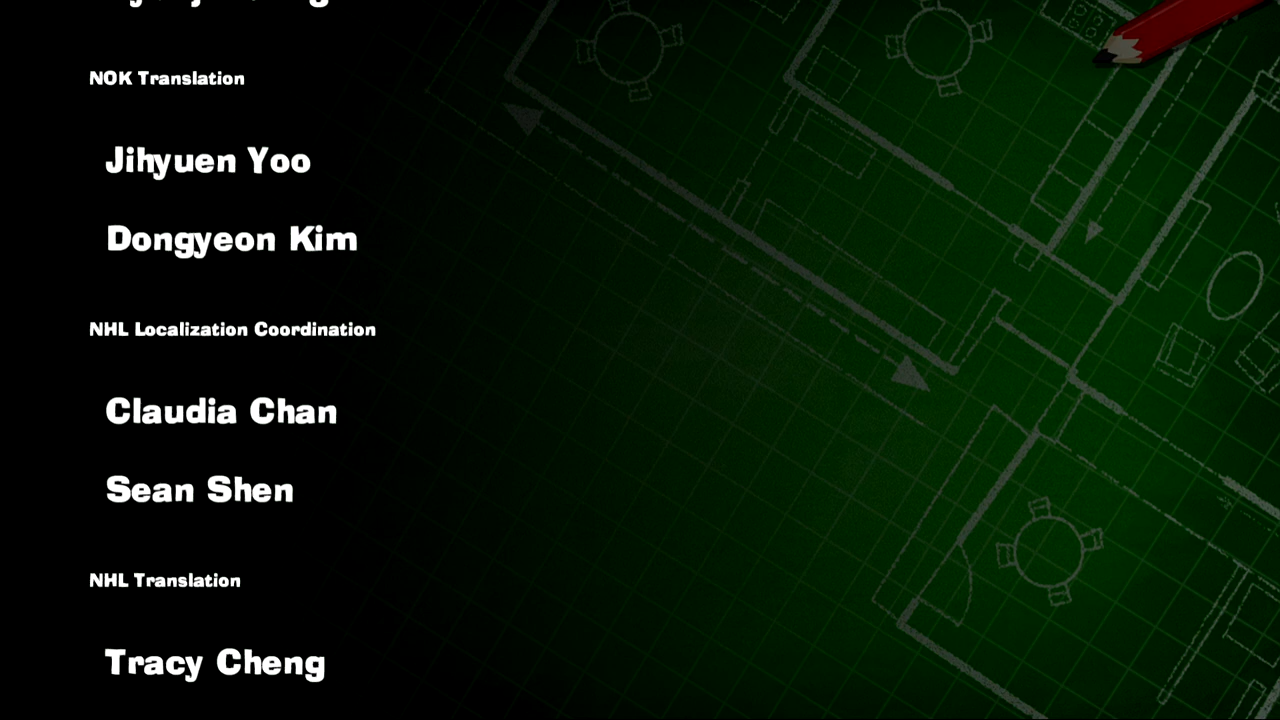 NOK Translation
Jihyuen Yoo
Dongyeon Kim
NHL Localization Coordination
Claudia Chan
Sean Shen
NHL Translation
Tracy Cheng